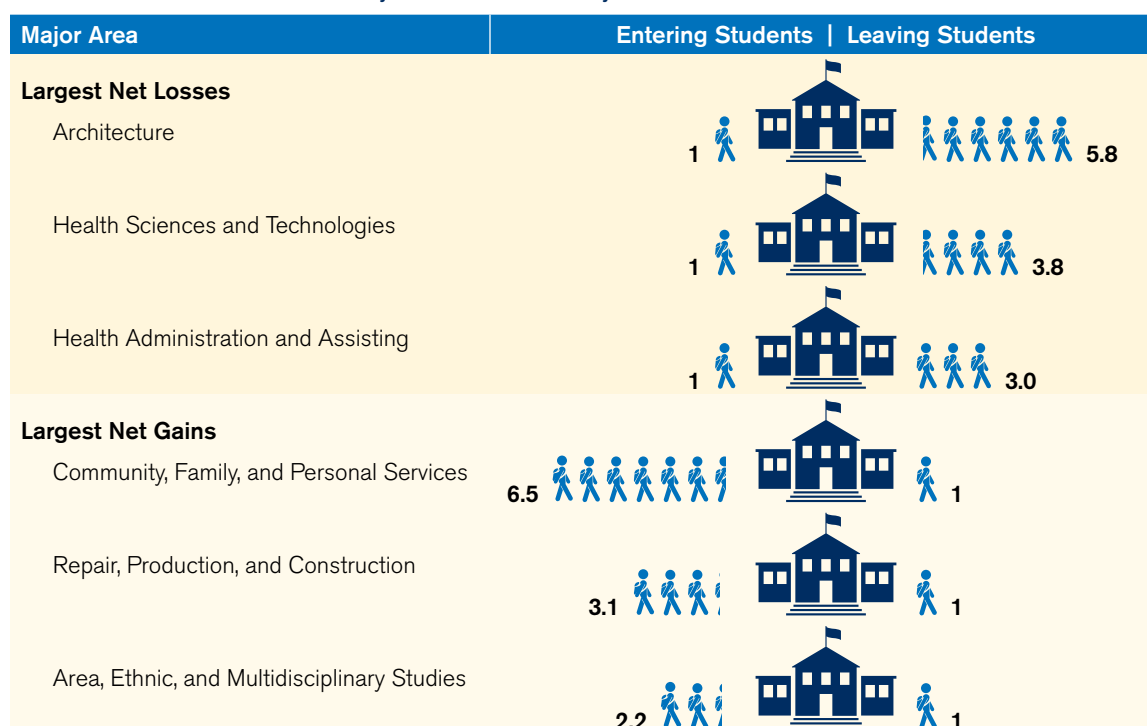 Major Area
Entering Students | Leaving Students
Largest Net Losses
Architecture
1
5.8
Health Sciences and Technologies
1
3.8
Health Administration and Assisting
1
3.0
Largest Net Gains
Community, Family, and Personal Services
6.5
1
Repair, Production, and Construction
3.1
1
Area, Ethnic, and Multidisciplinary Studies
2.2
1